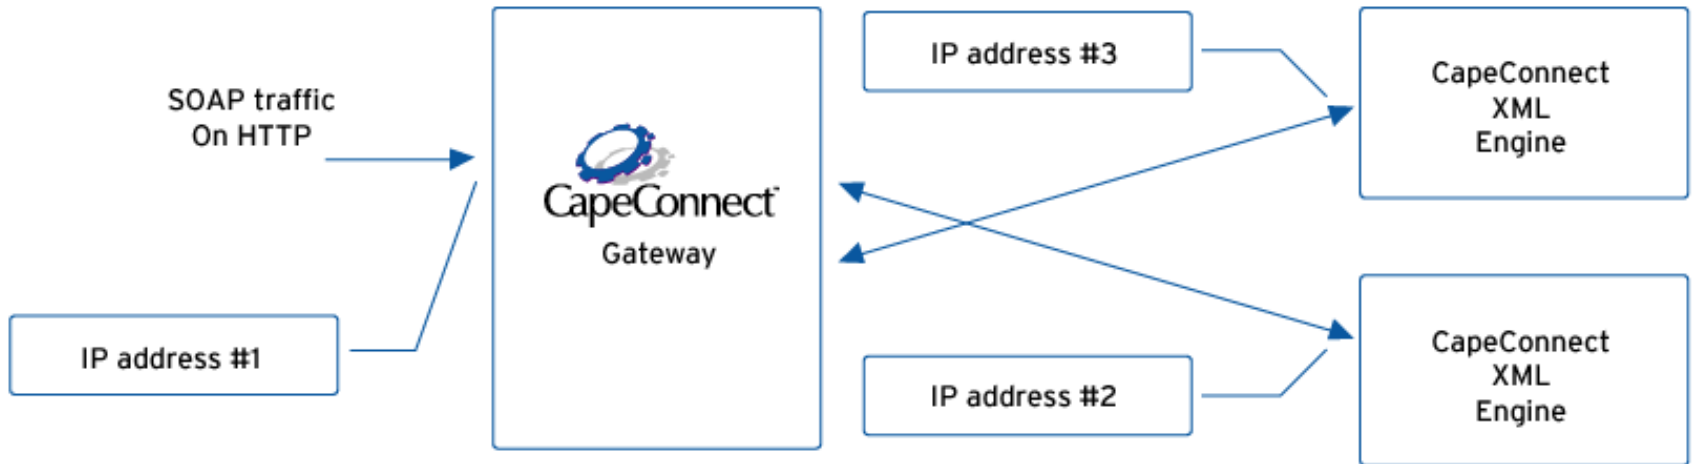 SOAP traffic
On HTTP
IP address #1
CapeConnect™
Gateway
IP address #3
IP address #2
CapeConnect
XML
Engine
CapeConnect
XML
Engine